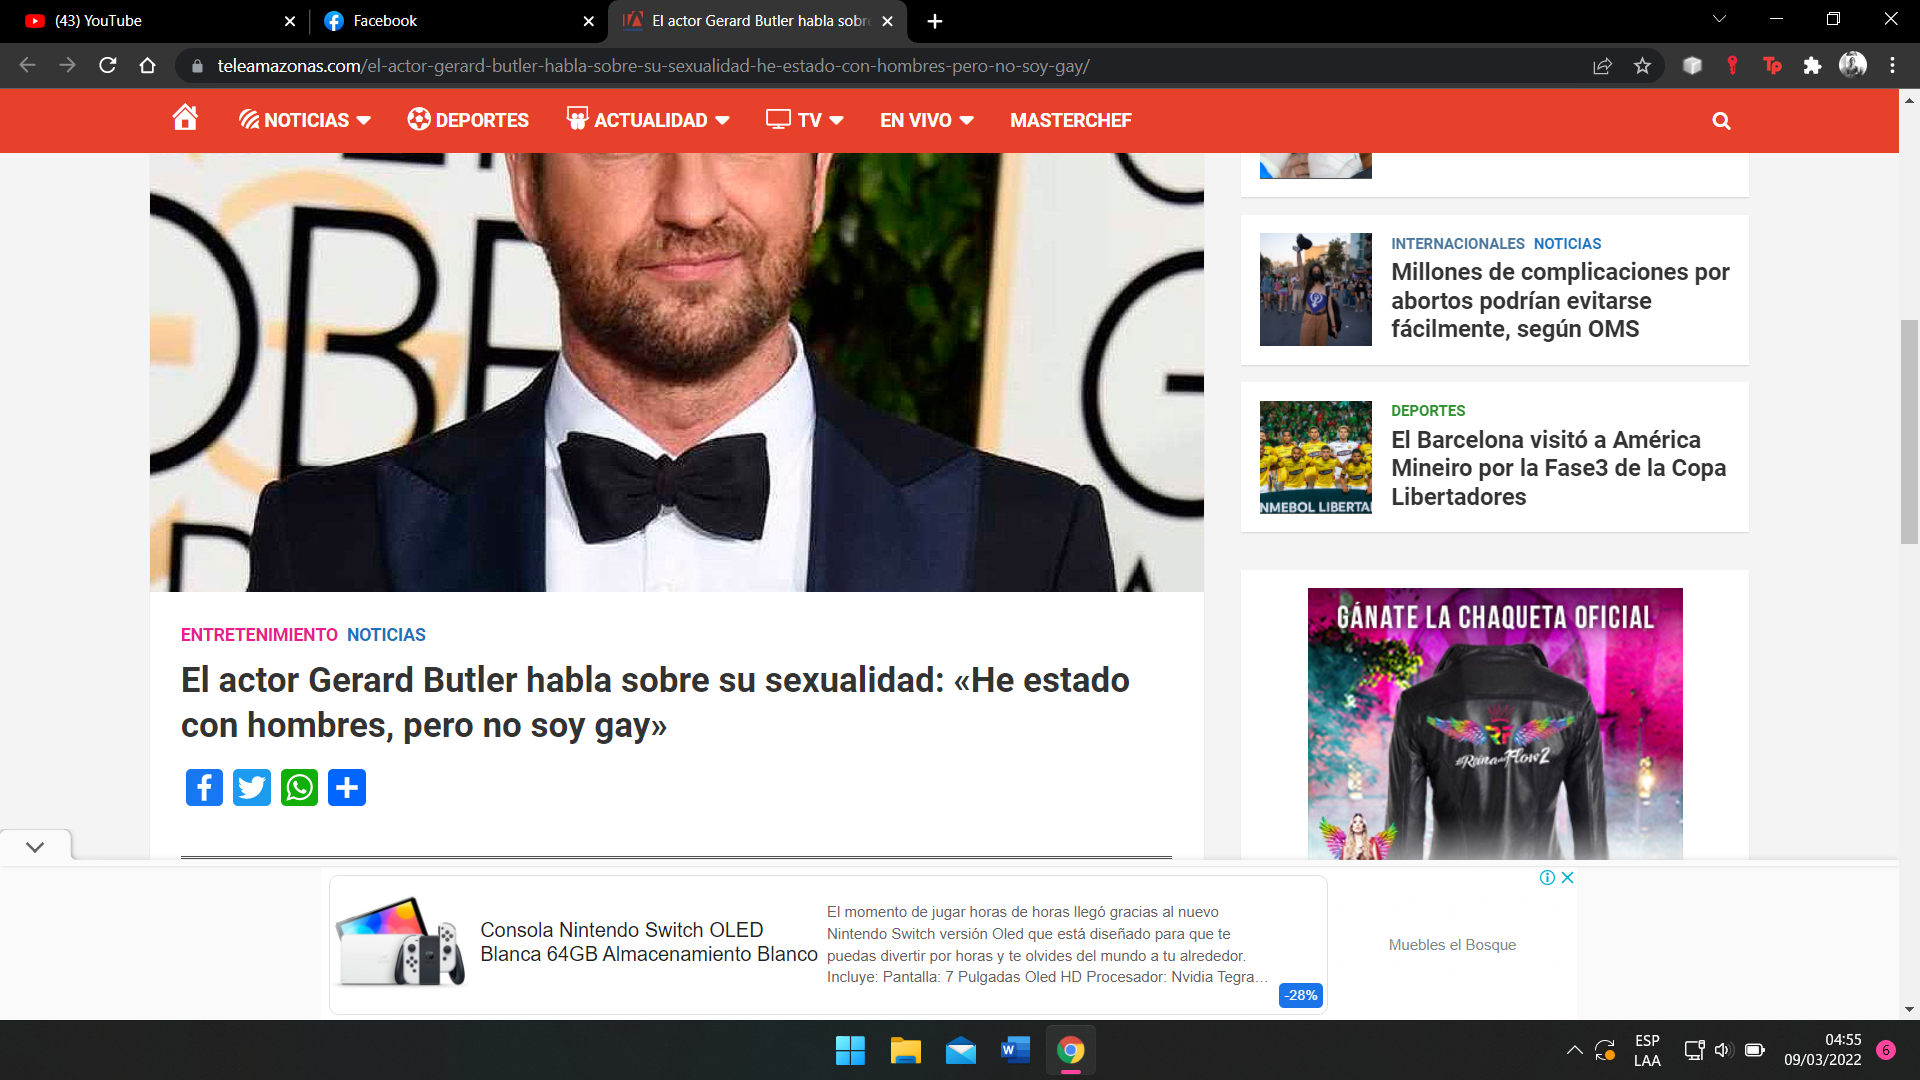 (43) YouTube
Facebook
El actor Gerard Butler habla sobr
teleamazonas.com/el-actor-gerard-butler-habla-sobre-su-sexualidad-he-estado-con-hombres-pero-no-soy-gay/
NOTICIAS
DEPORTES
ACTUALIDAD
TV
EN VIVO
MASTERCHEF
OBE
G
INTERNACIONALES NOTICIAS
Millones de complicaciones por
abortos podrían evitarse
fácilmente, según OMS
DEPORTES
El Barcelona visitó a América
Mineiro por la Fase3 de la Copa
Libertadores
NMEBOL LIBERTA
ENTRETENIMIENTO NOTICIAS
El actor Gerard Butler habla sobre su sexualidad: «He estado
con hombres, pero no soy gay»
GÁNATE LA CHAQUETA OFICIAL
RF
#ReinadelFlow2
Consola Nintendo Switch OLED
Blanca 64GB Almacenamiento Blanco
El momento de jugar horas de horas llegó gracias al nuevo
Nintendo Switch versión Oled que está diseñado para que te
puedas divertir por horas y te olvides del mundo a tu alrededor.
Incluye: Pantalla: 7 Pulgadas Oled HD Procesador: Nvidia Tegra...
-28%
Muebles el Bosque
ESP
LAA
04:55
09/03/2022
6